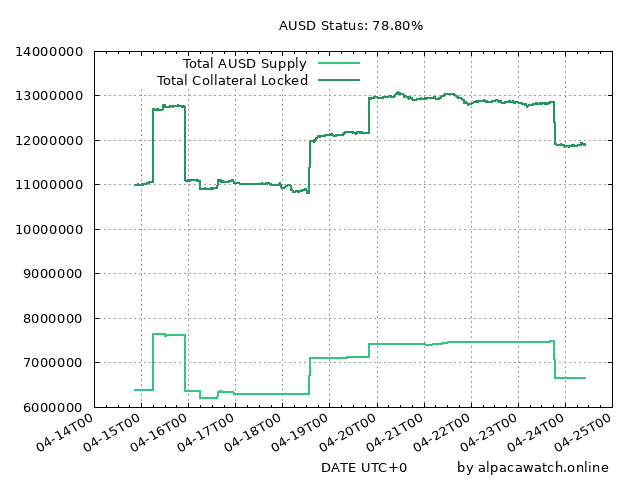 AUSD Status: 78.80%
14000000
13000000
12000000
11000000
10000000
9000000
8000000
7000000
6000000
Total AUSD Supply
Total Collateral Locked
04-14T00
04-15T00
04-16T00
04-17T00
04-18T00
04-19T00
04-20T00
04-21T00
04-22T00
04-23T00
04-24T00
04-25T00
DATE UTC+0
by alpacawatch.online